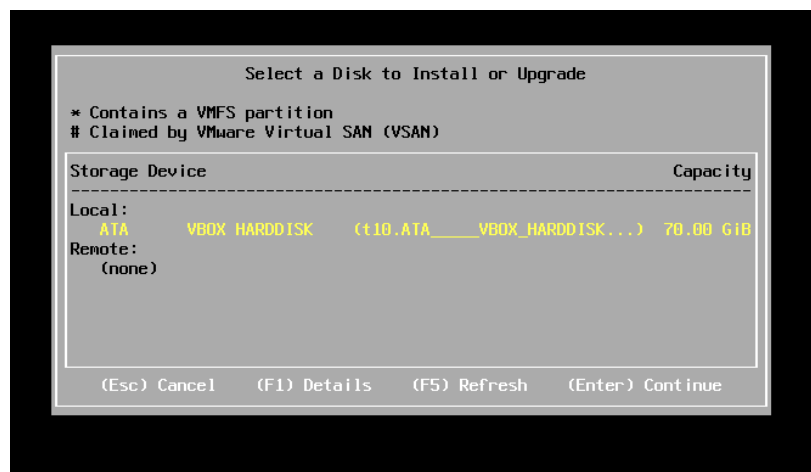 Select a Disk to Install or Upgrade
* Contains a VMFS partition
# Claimed by VMware Virtual SAN (VSAN)
Storage Device Capacity
--------------------------------------------------------------------------------
Local:
ATA VBOX HARDDISK (t10.ATA_____VBOX_HARDDISK...) 70.00 GiB
Remote:
(none)
(Esc) Cancel (F1) Details (F5) Refresh (Enter) Continue